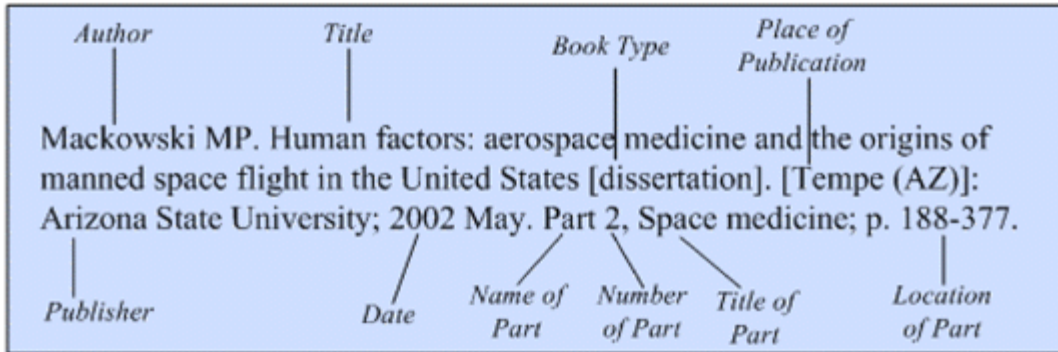 Author Title Book Type Place of
Publication
Mackowski MP. Human factors: aerospace medicine and the origins of
manned space flight in the United States [dissertation]. [Tempe (AZ)]:
Arizona State University; 2002 May. Part 2, Space medicine; p. 188-377.
Publisher Date Name of Number Title of Location
Part of Part Part of Part